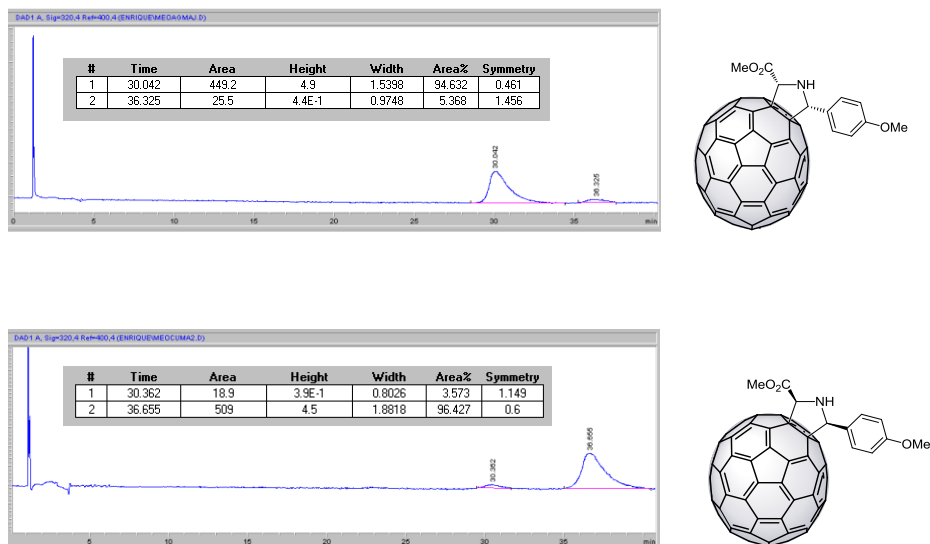 DAD1 A, Sig=320,4 Ref=400,4 (ENRIQUE\MEOAGMAJ.D)
# Time Area Height Width Area% Symmetry
1 30.042 449.2 4.9 1.5398 94.632 0.461
2 36.325 25.5 4.4E-1 0.9748 5.368 1.456
30.042
36.325
0 5 10 15 20 25 30 35 min
MeO2C
NH
OMe
DAD1 A, Sig=320,4 Ref=400,4 (ENRIQUE\MEOCUMA2.D)
# Time Area Height Width Area% Symmetry
1 30.362 18.9 3.9E-1 0.8026 3.573 1.149
2 36.655 509 4.5 1.8818 96.427 0.6
30.362
36.655
5 10 15 20 25 30 35 min
MeO2C
NH
OMe